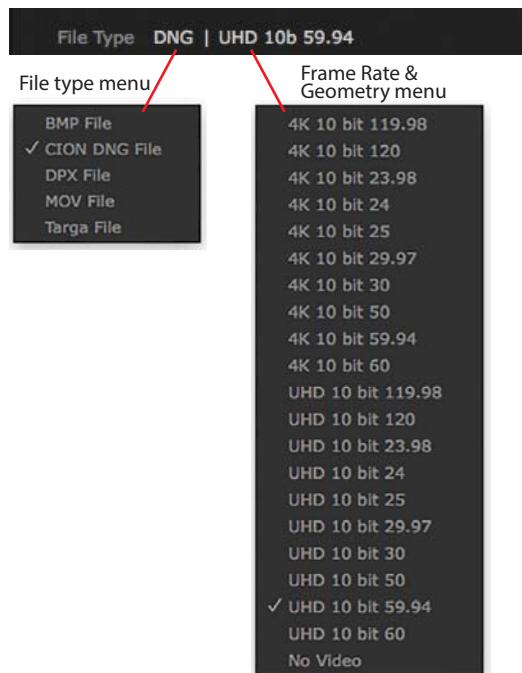 File Type DNG | UHD 10b 59.94
File type menu
BMP File
✓ CION DNG File
DPX File
MOV File
Targa File
Frame Rate &
Geometry menu
4K 10 bit 119.98
4K 10 bit 120
4K 10 bit 23.98
4K 10 bit 24
4K 10 bit 25
4K 10 bit 29.97
4K 10 bit 30
4K 10 bit 50
4K 10 bit 59.94
4K 10 bit 60
UHD 10 bit 119.98
UHD 10 bit 120
UHD 10 bit 23.98
UHD 10 bit 24
UHD 10 bit 25
UHD 10 bit 29.97
UHD 10 bit 30
UHD 10 bit 50
✓ UHD 10 bit 59.94
UHD 10 bit 60
No Video